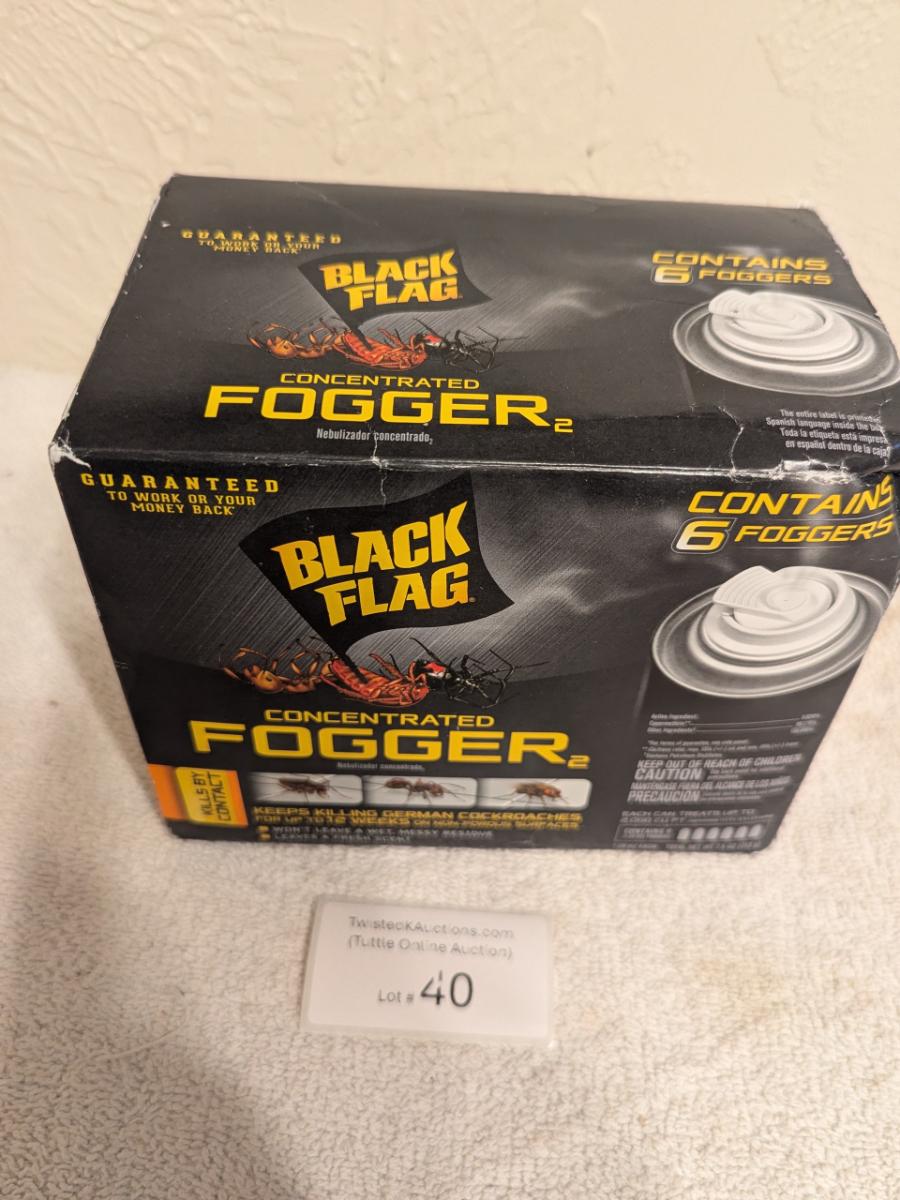 GUARANTEED
TO WORK OR YOUR
MONEY BACK
BLACK
FLAG
CONCENTRATED
FOGGER2
Nebulizador concentrado2
CONTAINS
6 FOGGERS
The entire label is printed
Spanish language inside the
Toda la etiqueta está
en español dentro de la caja
GUARANTEED
TO WORK OR YOUR
MONEY BACK*
BLACK
FLAG®
CONCENTRATED
FOGGER2
Nebulizador concentrado2
KILLS BY
CONTACT
KEEPS KILLING GERMAN COCKROACHES
FOR UP TO 12 WEEKS ON NON-POROUS SURFACES
WON'T LEAVE A WET, MESSY RESIDUE
LEAVES A FRESH SCENT
CONTAINS
6 FOGGERS
KEEP OUT OF REACH OF CHILDREN
CAUTION
MANTENGASE FUERA DEL ALCANCE DE LOS NIÑOS
PRECAUCION
EACH CAN TREATS UP TO
CONTAINS 6
TwistedKAuctions.com
(Tuttle Online Auction)
Lot # 40